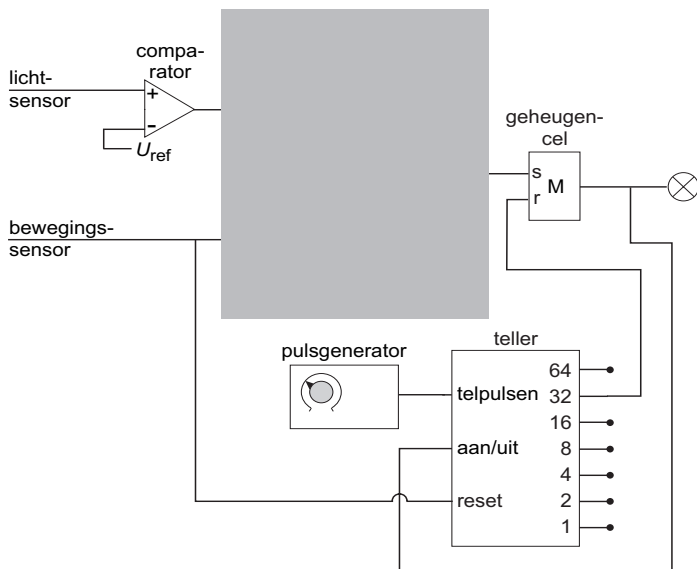 compa-
rator
licht-
sensor
+
-
Uref
geheugen-
cel
s
M
r
bewegings-
sensor
teller
pulsgenerator
64
telpulsen
32
16
aan/uit
8
4
reset
2
1